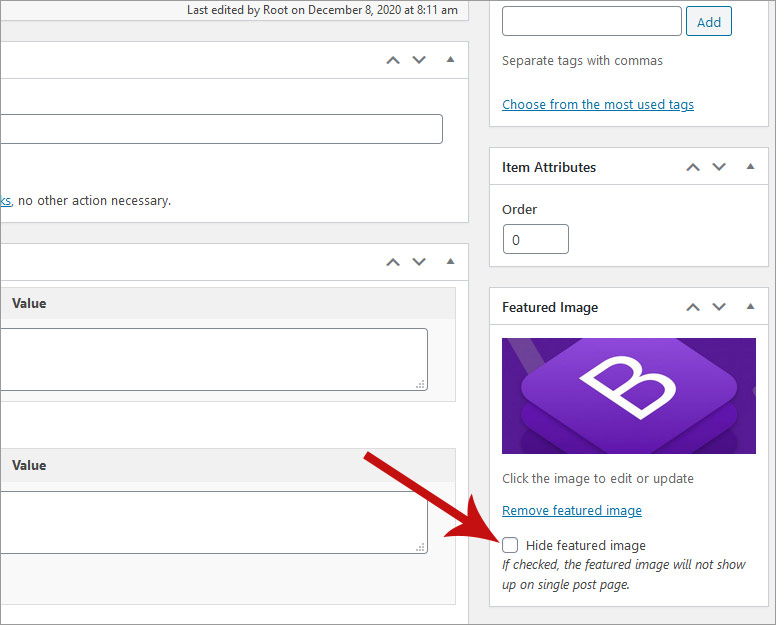 Last edited by Root on December 8, 2020 at 8:11 am
ks, no other action necessary.
Value
Value
Add
Separate tags with commas
Choose from the most used tags
Item Attributes
Order
0
Featured Image
B
Click the image to edit or update
Remove featured image
Hide featured image
If checked, the featured image will not show
up on single post page.